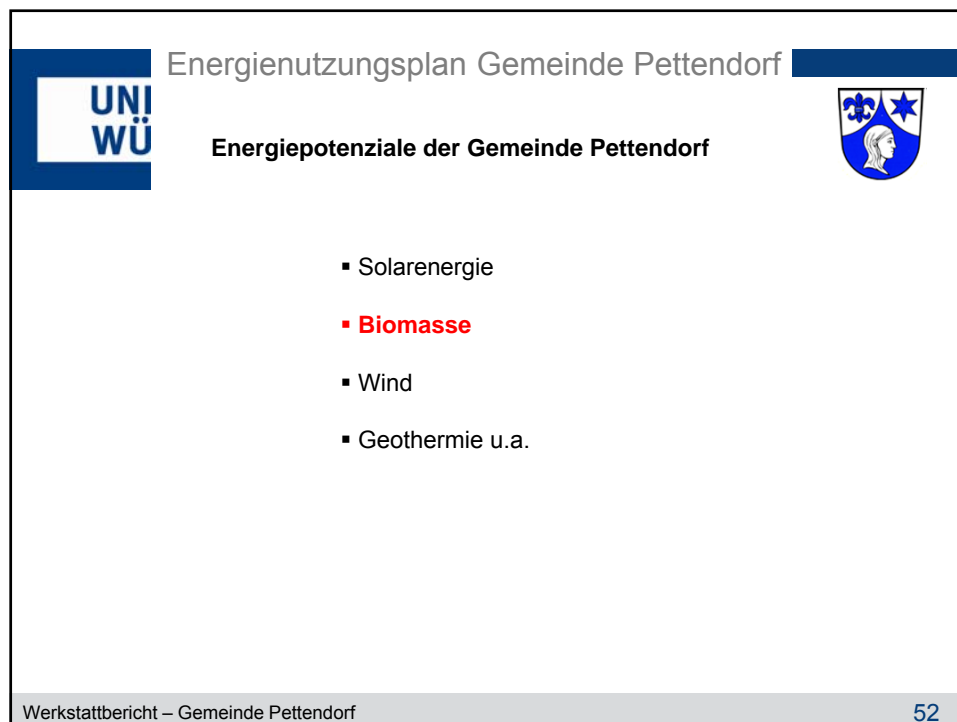 Energienutzungsplan Gemeinde Pettendorf
UNI
WÜ
Energiepotenziale der Gemeinde Pettendorf
▪ Solarenergie
▪ Biomasse
▪ Wind
▪ Geothermie u.a.
Werkstattbericht – Gemeinde Pettendorf 52